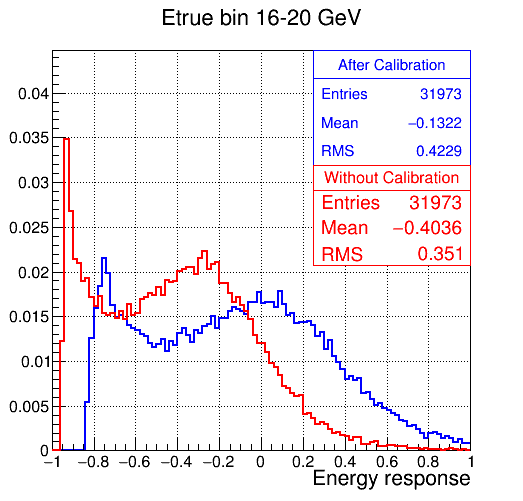 Etrue bin 16-20 GeV
After Calibration
Entries 31973
Mean −0.1322
RMS 0.4229
Without Calibration
Entries 31973
Mean −0.4036
RMS 0.351
0.04
0.035
0.03
0.025
0.02
0.015
0.01
0.005
0
−1 −0.8 −0.6 −0.4 −0.2 0 0.2 0.4 0.6 0.8 1
Energy response